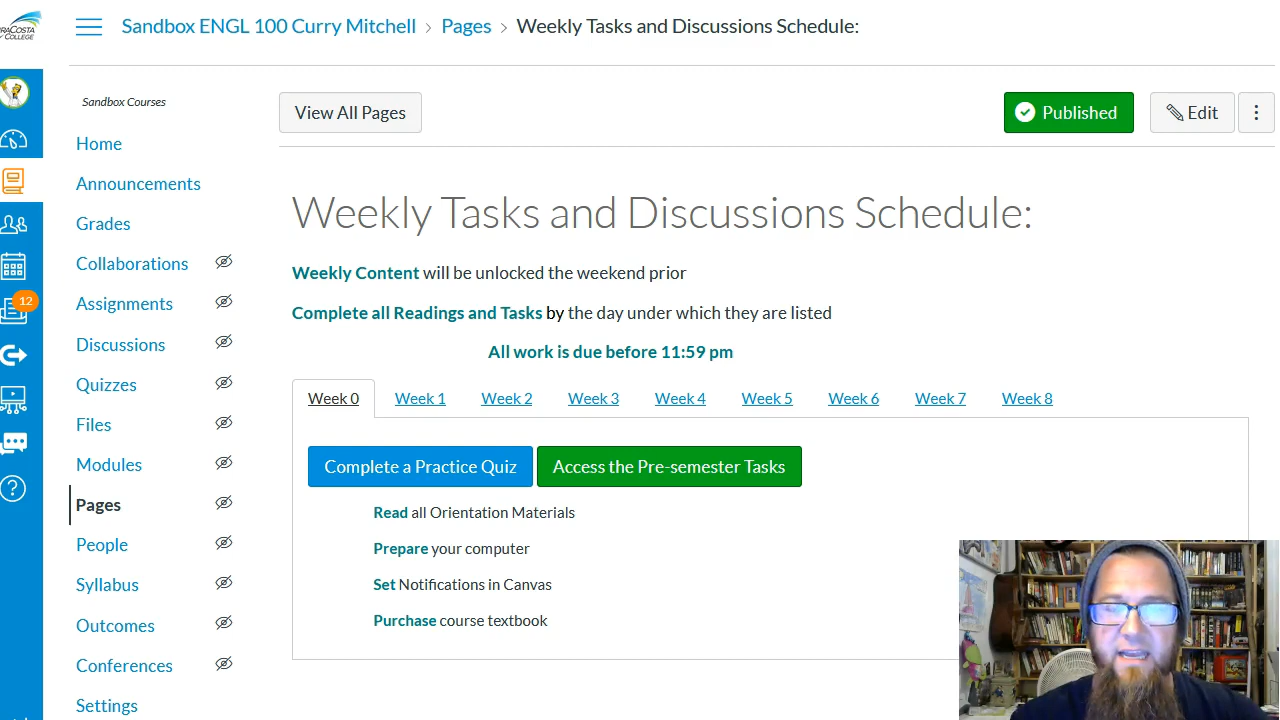 RACOSTA
COLLEGE
Sandbox ENGL 100 Curry Mitchell > Pages > Weekly Tasks and Discussions Schedule:
Sandbox Courses
View All Pages
Published
Edit
Home
Announcements
Grades
Collaborations
Assignments
Discussions
Quizzes
Files
Modules
Pages
People
Syllabus
Outcomes
Conferences
Settings
12
Weekly Tasks and Discussions Schedule:
Weekly Content will be unlocked the weekend prior
Complete all Readings and Tasks by the day under which they are listed
All work is due before 11:59 pm
Week 0 Week 1 Week 2 Week 3 Week 4 Week 5 Week 6 Week 7 Week 8
Complete a Practice Quiz Access the Pre-semester Tasks
Read all Orientation Materials
Prepare your computer
Set Notifications in Canvas
Purchase course textbook